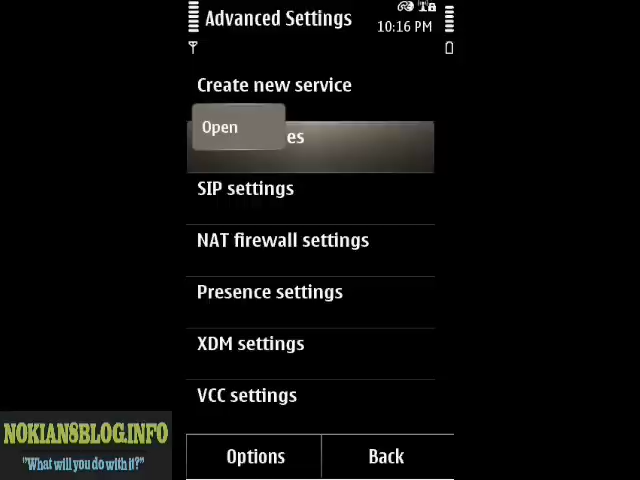 Advanced Settings
10:16 PM
Create new service
Open
es
SIP settings
NAT firewall settings
Presence settings
XDM settings
VCC settings
Options
Back
NOKIAN8BLOG.INFO
"What will you do with it?"